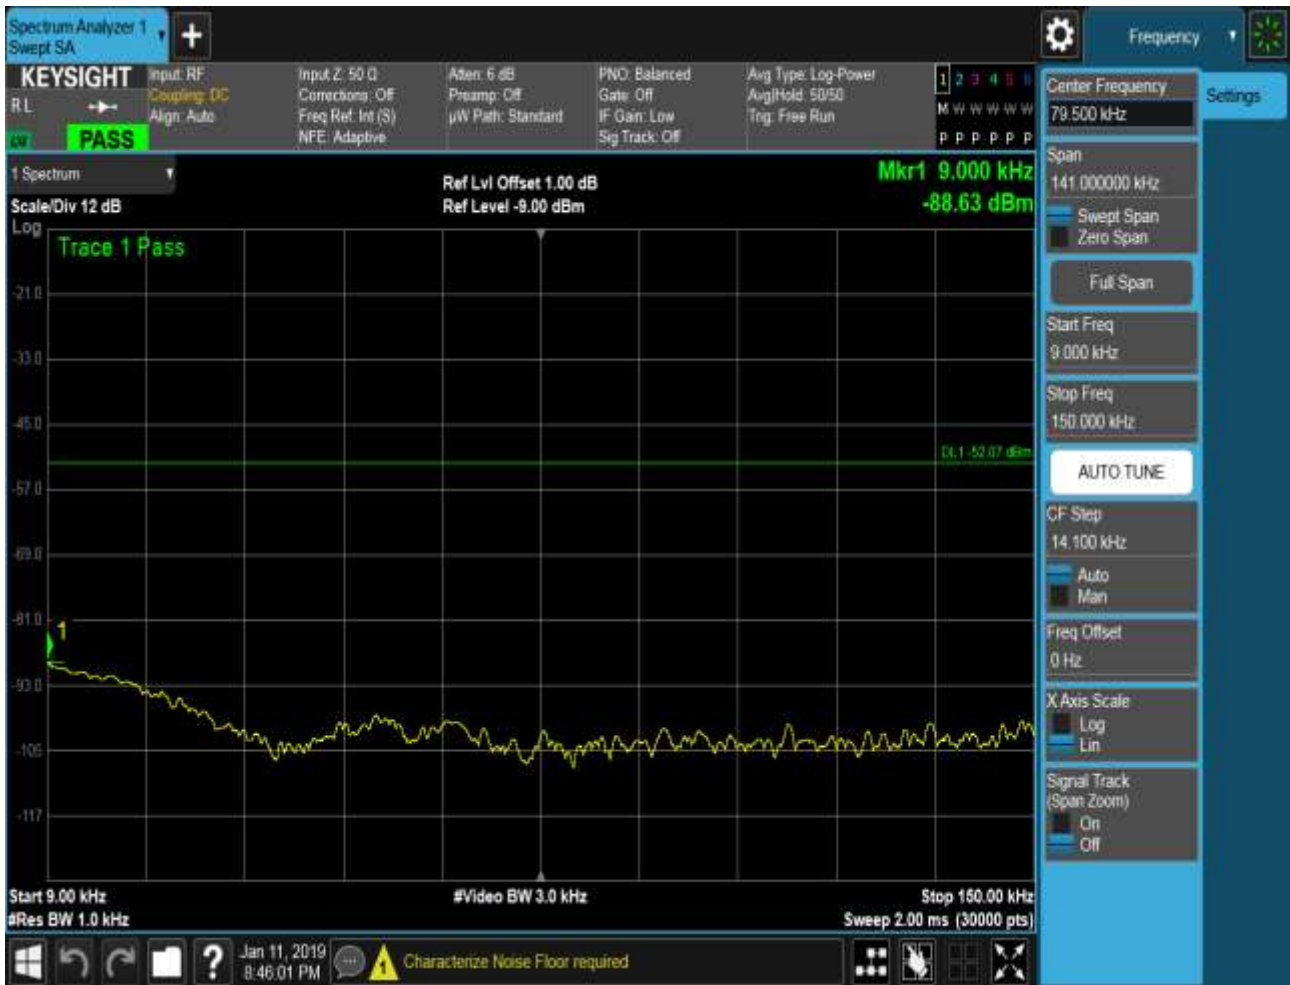 Spectrum Analyzer 1
Swept SA
Frequency
KEYSIGHT
RL
PASS
Input: RF
Coupling: DC
Align: Auto
Input Z: 50 Ω
Corrections: Off
Freq Ref: Int (S)
NFE: Adaptive
Atten: 6 dB
Preamp: Off
µW Path: Standard
PNO: Balanced
Gate: Off
IF Gain: Low
Sig Track: Off
Avg Type: Log-Power
Avg|Hold: 50/50
Trig: Free Run
1 2 3 4 5 6
M W W W W W
P P P P P P
1 Spectrum
Scale/Div 12 dB
Ref Lvl Offset 1.00 dB
Ref Level -9.00 dBm
Mkr1 9.000 kHz
-88.63 dBm
Log
Trace 1 Pass
-21.0
-33.0
-45.0
DL1 -52.07 dBm
-57.0
-69.0
-81.0
1
-93.0
-105
-117
Start 9.00 kHz
#Video BW 3.0 kHz
Stop 150.00 kHz
#Res BW 1.0 kHz
Sweep 2.00 ms (30000 pts)
Center Frequency
79.500 kHz
Settings
Span
141.000000 kHz
Swept Span
Zero Span
Full Span
Start Freq
9.000 kHz
Stop Freq
150.000 kHz
AUTO TUNE
CF Step
14.100 kHz
Auto
Man
Freq Offset
0 Hz
X Axis Scale
Log
Lin
Signal Track
(Span Zoom)
On
Off
?
Jan 11, 2019
8:46:01 PM
1
Characterize Noise Floor required